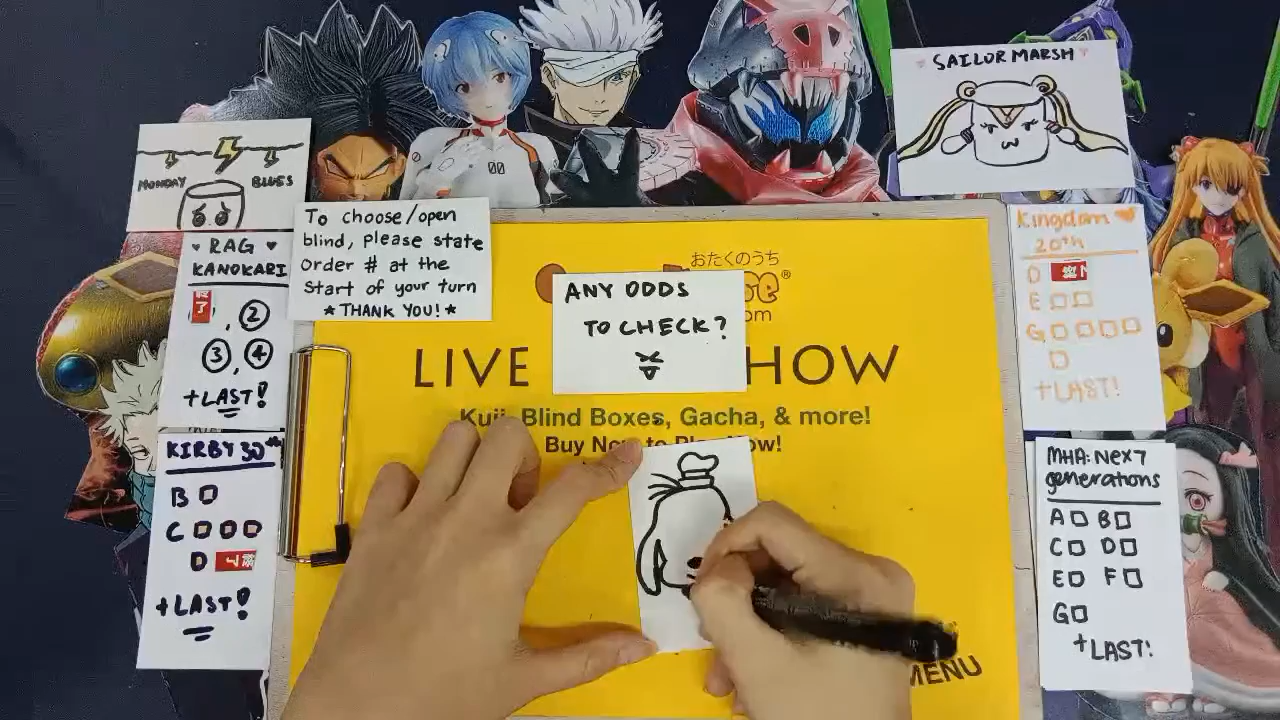 SAILOR MARSH
MONDAY BLUES
RAG
KANOKARI
了 , ②
③, ④
+LAST!
To choose/open
blind, please state
Order # at the
start of your turn
★ THANK YOU! ★
KIRBY 30th
B
C
D
+LAST!
00
おたくのうち
ANY ODDS
TO CHECK?
LIVE HOW
Kuji, Blind Boxes, Gacha, & more!
Buy Now to Play Now!
MENU
Kingdom
20th
D
E
G
+LAST!
MHA: Next
generations
A B
C D
E F
G
+LAST!